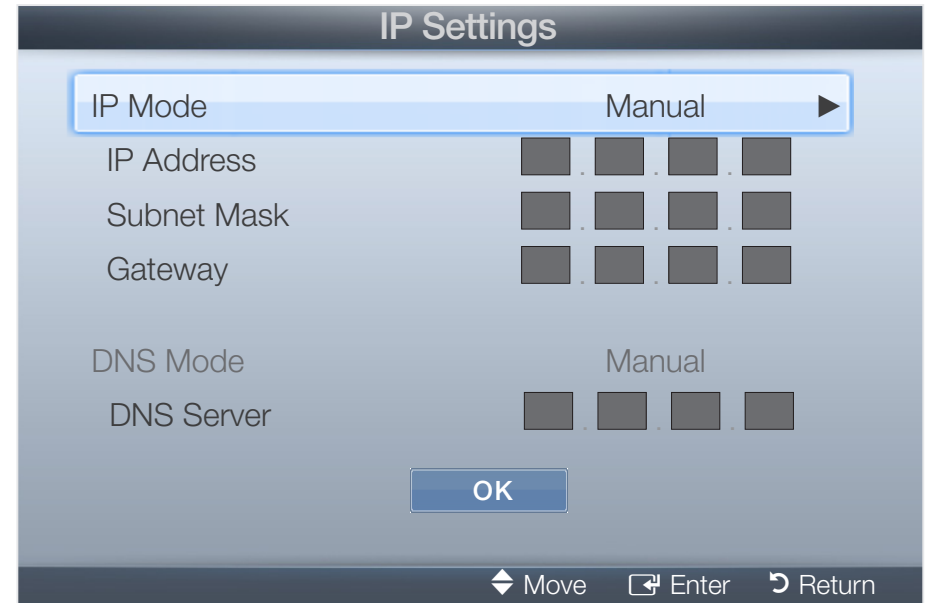 IP Settings
IP Mode Manual ►
IP Address . . .
Subnet Mask . . .
Gateway . . .
DNS Mode Manual
DNS Server . . .
OK
Move Enter Return